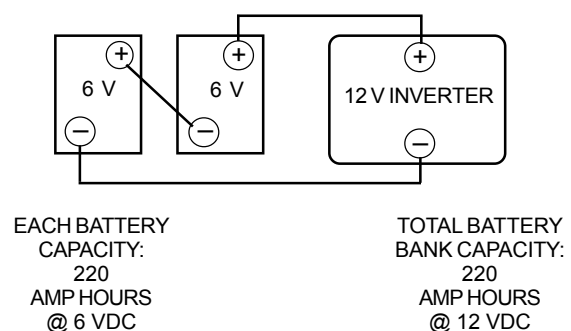 + + +
6 V 6 V 12 V INVERTER
− − −
EACH BATTERY
CAPACITY:
220
AMP HOURS
@ 6 VDC
TOTAL BATTERY
BANK CAPACITY:
220
AMP HOURS
@ 12 VDC